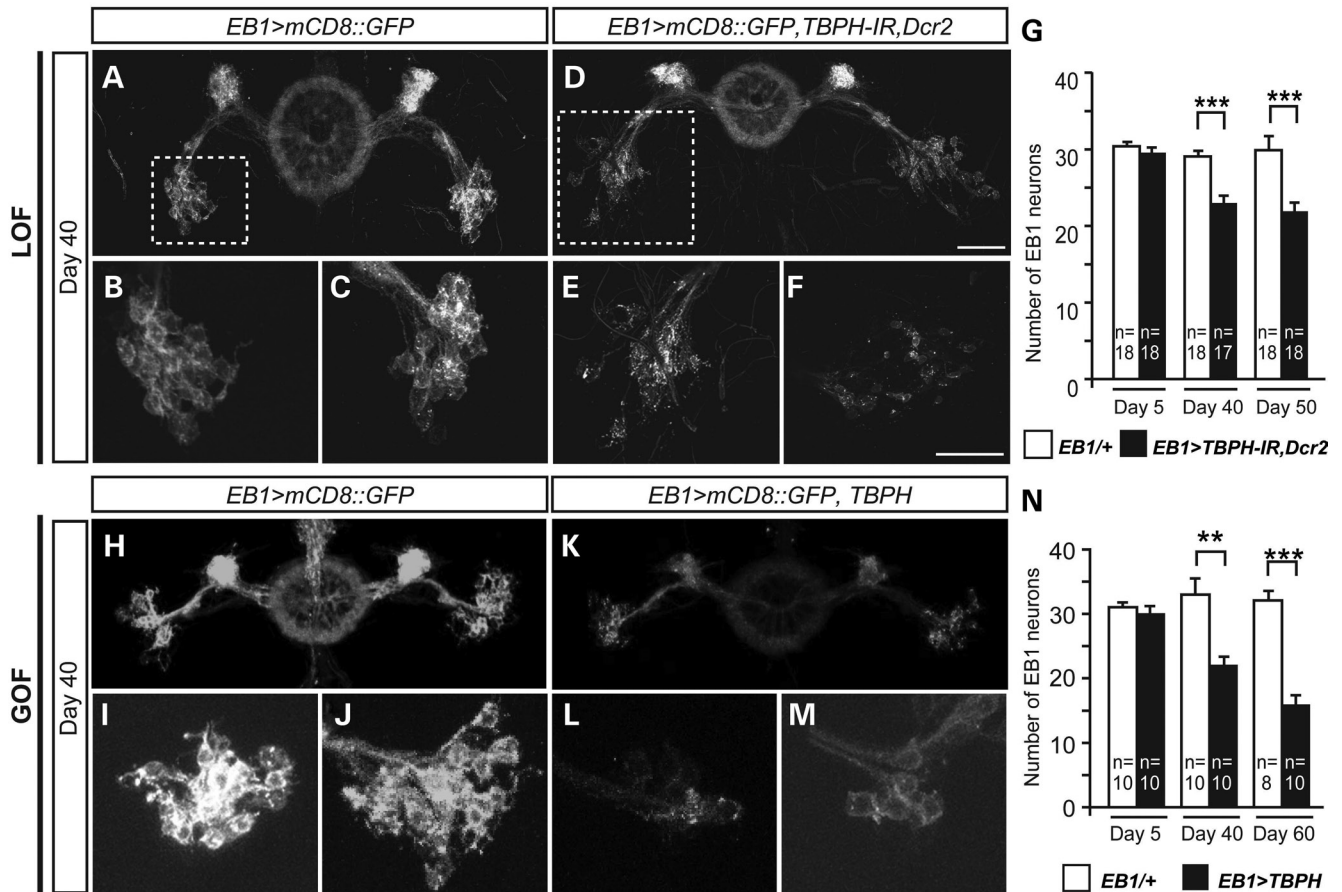 EB1>mCD8::GFP
EB1>mCD8::GFP,TBPH-IR,Dcr2
LOF
Day 40
A
D
B
C
E
F
G
Number of EB1 neurons
40
30
20
10
0
***
***
n=
18
n=
18
n=
18
n=
17
n=
18
n=
18
Day 5
Day 40
Day 50
EB1/+
EB1>TBPH-IR,Dcr2
EB1>mCD8::GFP
EB1>mCD8::GFP, TBPH
GOF
Day 40
H
K
I
J
L
M
N
Number of EB1 neurons
40
30
20
10
0
**
***
n=
10
n=
10
n=
10
n=
10
n=
8
n=
10
Day 5
Day 40
Day 60
EB1/+
EB1>TBPH